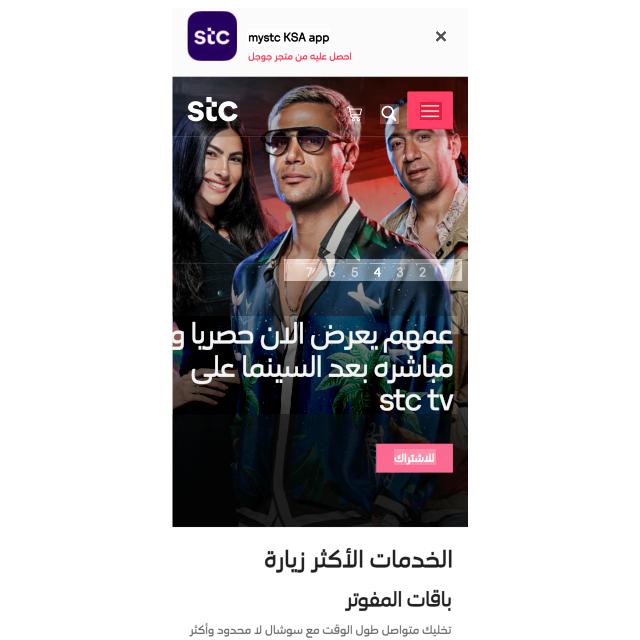 stc
mystc KSA app
احصل عليه من متجر جوجل
stc
7 6 5 4 3 2
عمهم يعرض الان حصريا و
مباشره بعد السينما على
stc tv
للاشتراك
الخدمات الأكثر زيارة
باقات المفوتر
تخليك متواصل طول الوقت مع سوشال لا محدود وأكثر